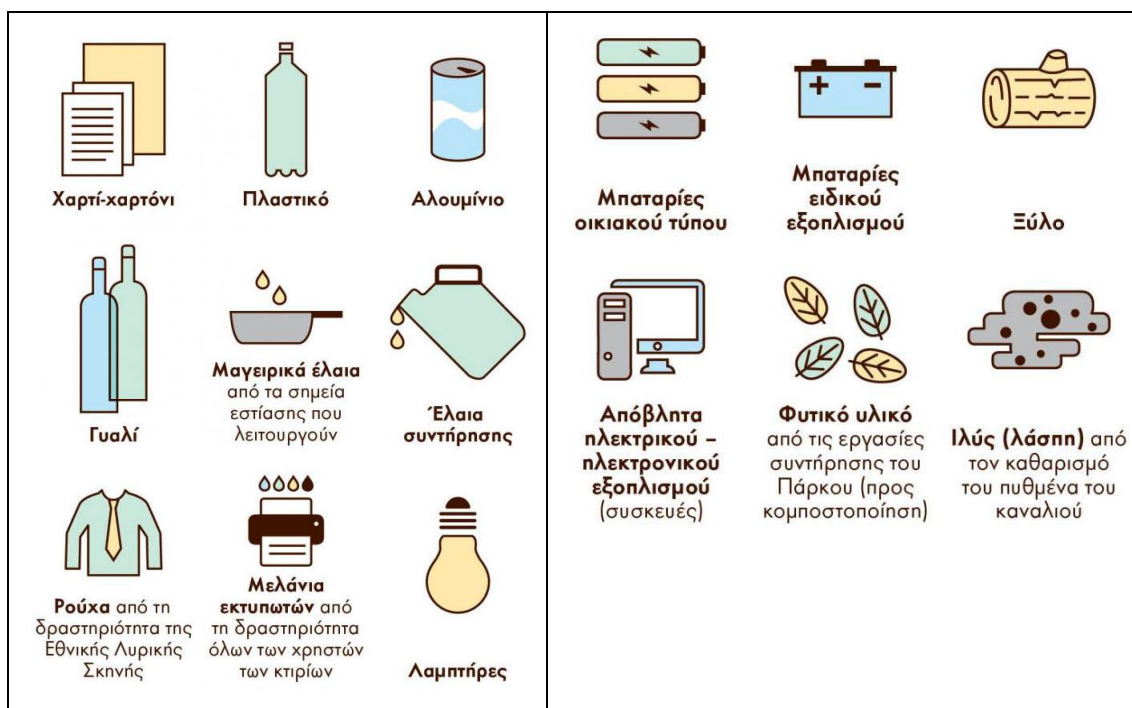 Χαρτί-χαρτόνι
Πλαστικό
Αλουμίνιο
Γυαλί
Μαγειρικά έλαια
από τα σημεία
εστίασης που
λειτουργούν
Έλαια
συντήρησης
Ρούχα από τη
δραστηριότητα της
Εθνικής Λυρικής
Σκηνής
Μελάνια
εκτυπωτών από
τη δραστηριότητα
όλων των χρηστών
των κτιρίων
Λαμπτήρες
Μπαταρίες
οικιακού τύπου
Μπαταρίες
ειδικού
εξοπλισμού
Ξύλο
Απόβλητα
ηλεκτρικού –
ηλεκτρονικού
εξοπλισμού
(συσκευές)
Φυτικό υλικό
από τις εργασίες
συντήρησης του
Πάρκου (προς
κομποστοποίηση)
Ιλύς (λάσπη) από
τον καθαρισμό
του πυθμένα του
καναλιού